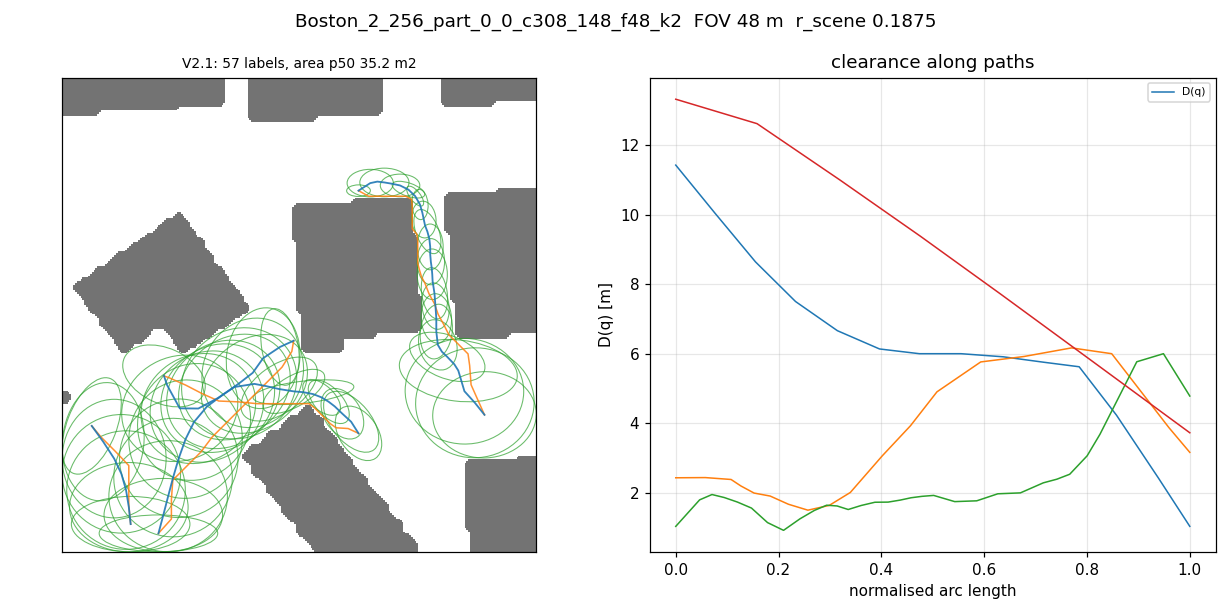 Boston_2_256_part_0_0_c308_148_f48_k2  FOV 48 m  r_scene 0.1875
V2.1: 57 labels, area p50 35.2 m2
clearance along paths
D(q)
D(q) [m]
12
10
8
6
4
2
0.0 0.2 0.4 0.6 0.8 1.0
normalised arc length